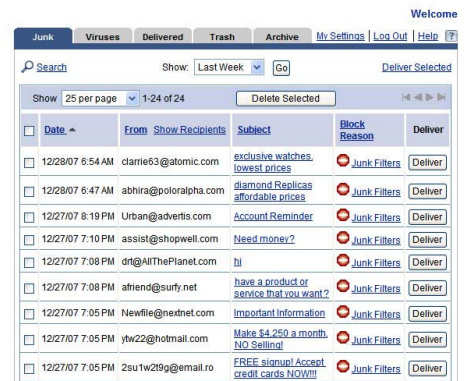 Welcome
Junk Viruses Delivered Trash Archive My Settings | Log Out | Help ?
Search Show: Last Week Go Deliver Selected
Show 25 per page 1-24 of 24 Delete Selected
Date From Show Recipients Subject Block Reason Deliver
12/28/07 6:54 AM clarrie63@atomic.com exclusive watches, lowest prices Junk Filters Deliver
12/28/07 6:47 AM abhira@poloralpha.com diamond Replicas affordable prices Junk Filters Deliver
12/27/07 8:19 PM Urban@advertis.com Account Reminder Junk Filters Deliver
12/27/07 7:10 PM assist@shopwell.com Need money? Junk Filters Deliver
12/27/07 7:08 PM drt@AllThePlanet.com hi Junk Filters Deliver
12/27/07 7:08 PM afriend@surfy.net have a product or service that you want? Junk Filters Deliver
12/27/07 7:05 PM Newfile@nextnet.com Important Information Junk Filters Deliver
12/27/07 7:05 PM ytw22@hotmail.com Make $4,250 a month, NO Selling! Junk Filters Deliver
12/27/07 7:05 PM 2su1w2t9g@email.ro FREE signup! Accept credit cards NOW!!! Junk Filters Deliver